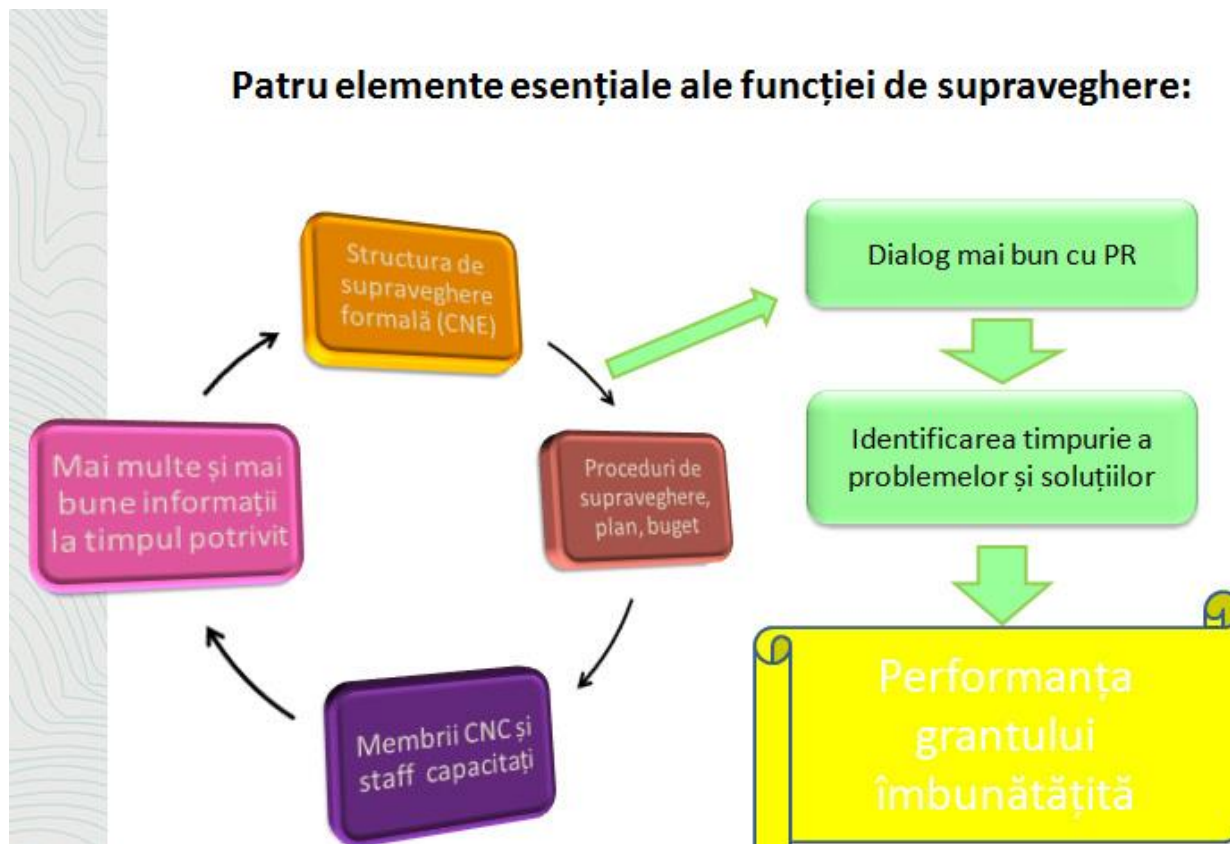 Patru elemente esențiale ale funcției de supraveghere:
Structura de
supraveghere
formală (CNE)
Proceduri de
supraveghere,
plan, buget
Membrii CNC și
staff capacitați
Mai multe și mai
bune informații
la timpul potrivit
Dialog mai bun cu PR
Identificarea timpurie a
problemelor și soluțiilor
Performanța
grantului
îmbunătățită